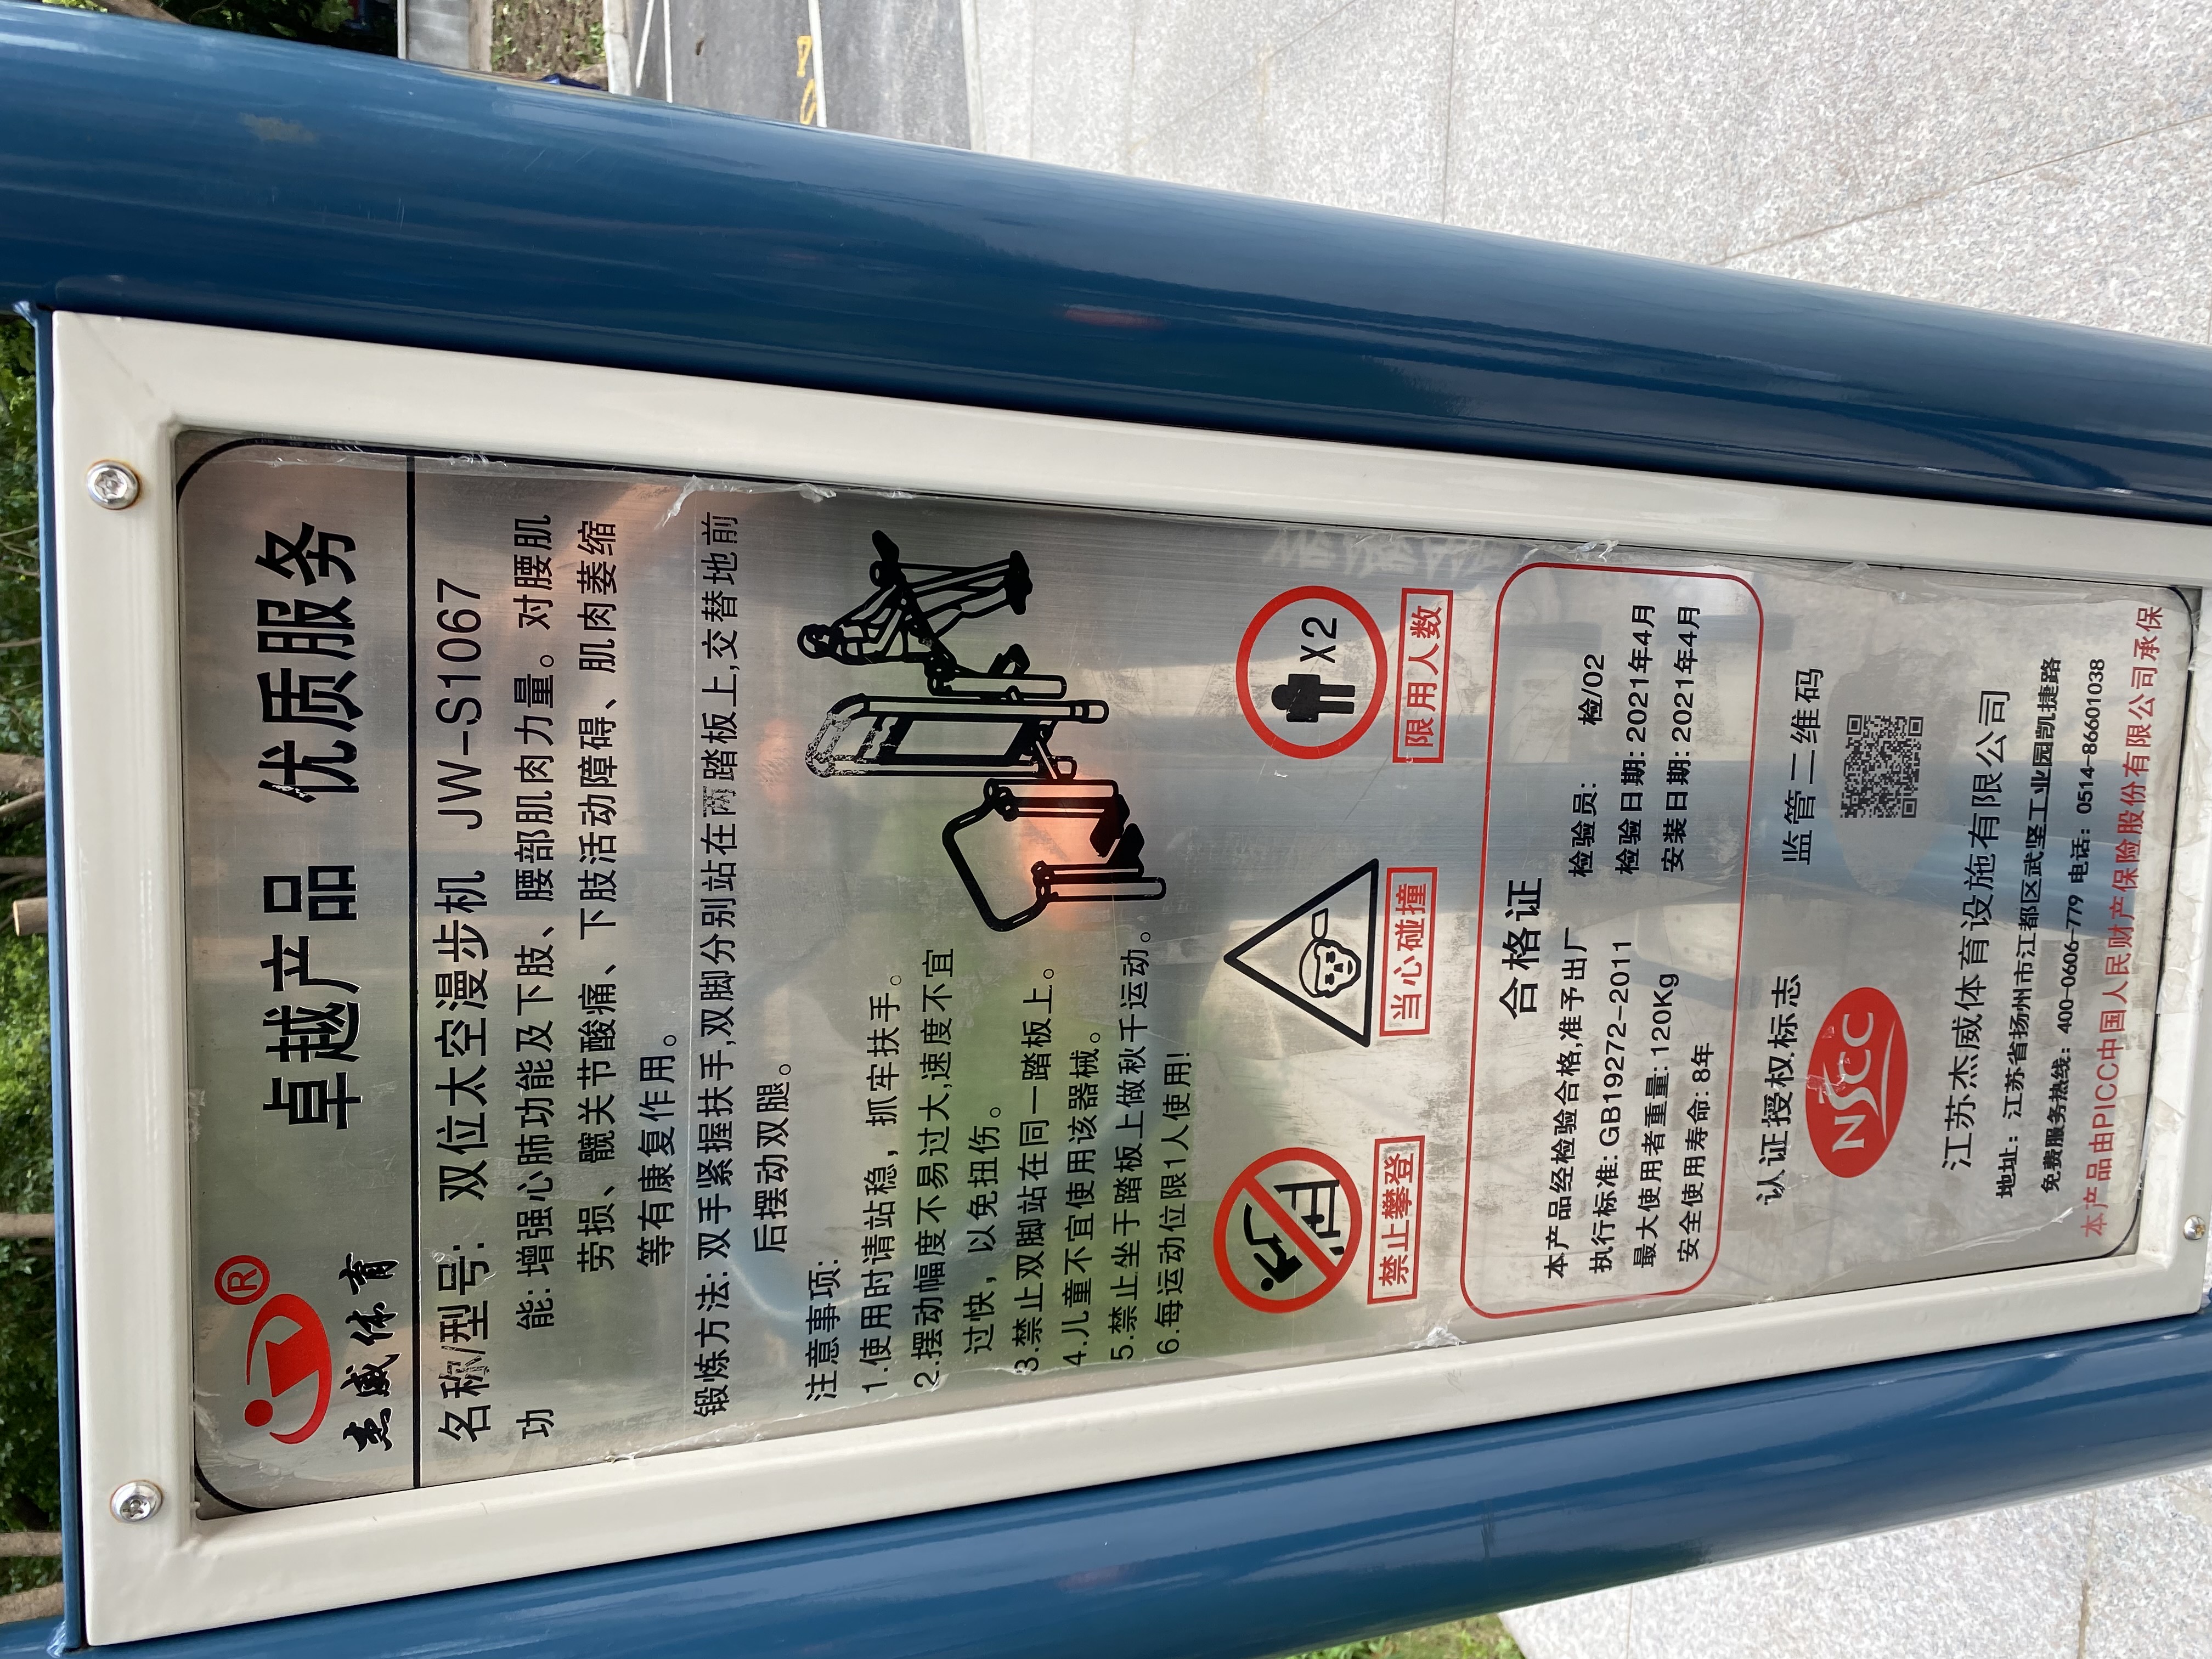 杰威体育 ®
卓越产品 优质服务
名称/型号: 双位太空漫步机 JW-S1067
功 能:增强心肺功能及下肢、腰部肌肉力量。对腰肌
劳损、髋关节酸痛、下肢活动障碍、肌肉萎缩
等有康复作用。
锻炼方法:双手紧握扶手,双脚分别站在两踏板上,交替地前
后摆动双腿。
注意事项:
1.使用时请站稳，抓牢扶手。
2.摆动幅度不易过大,速度不宜
过快，以免扭伤。
3.禁止双脚站在同一踏板上。
4.儿童不宜使用该器械。
5.禁止坐于踏板上做秋千运动。
6.每运动位限1人使用!
X2
禁止攀登
当心碰撞
限用人数
合格证
本产品经检验合格,准予出厂
检验员: 检/02
执行标准:GB19272-2011
检验日期:2021年4月
最大使用者重量:120Kg
安装日期:2021年4月
安全使用寿命:8年
认证授权标志
监管二维码
NSCC
江苏杰威体育设施有限公司
地址：江苏省扬州市江都区武坚工业园凯捷路
免费服务热线：400-0606-779 电话：0514-86601038
本产品由PICC中国人民财产保险股份有限公司承保